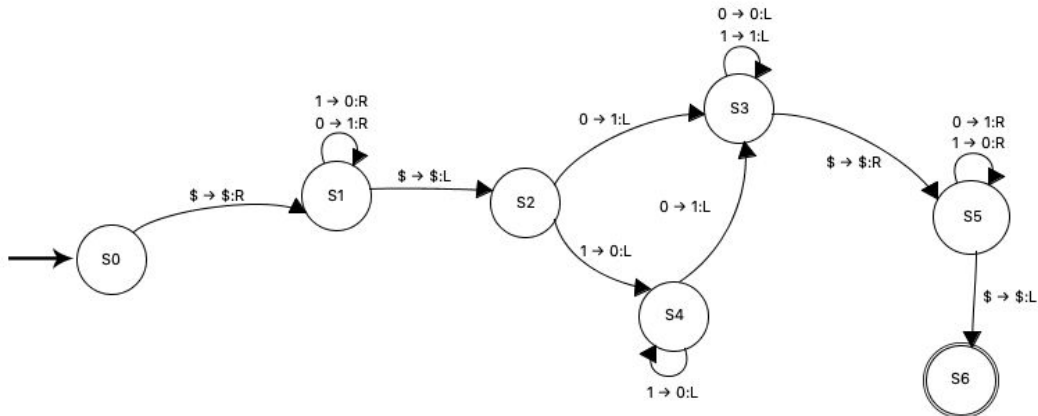 0 → 0:L
1 → 1:L
S3
1 → 0:R
0 → 1:R
S1
$ → $:R
S0
$ → $:L
S2
0 → 1:L
1 → 0:L
0 → 1:L
S4
1 → 0:L
$ → $:R
0 → 1:R
1 → 0:R
S5
$ → $:L
S6